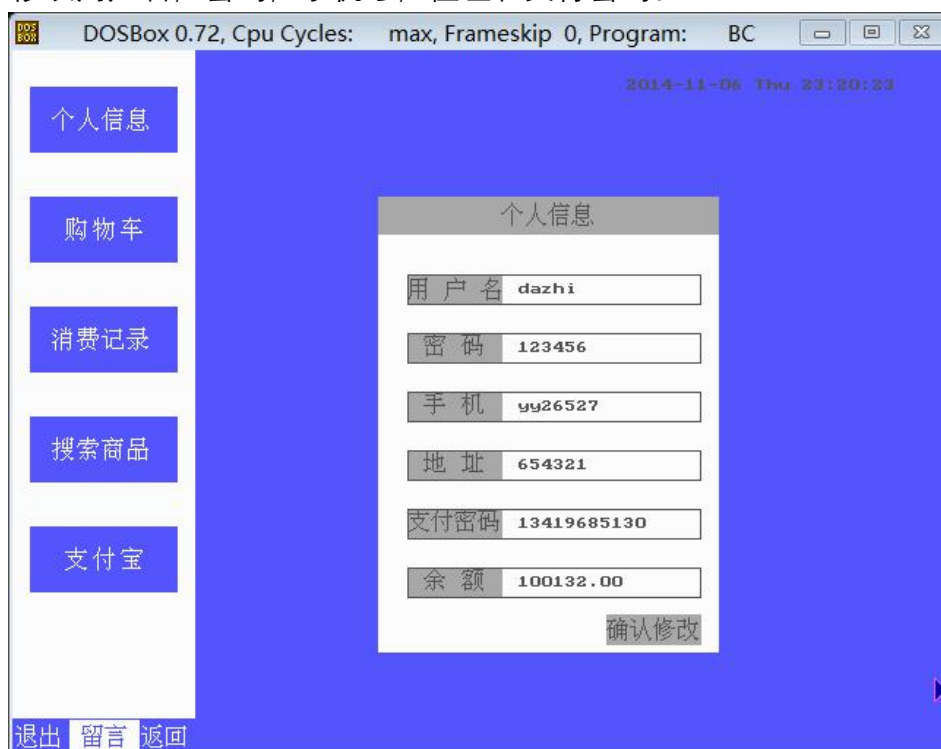 DOSBox 0.72, Cpu Cycles: max, Frameskip 0, Program: BC
2014-11-06 Thu 23:20:23
个人信息
购物车
消费记录
搜索商品
支付宝
退出 留言 返回
个人信息
用户名 dazhi
密码 123456
手机 yy26527
地址 654321
支付密码 13419685130
余额 100132.00
确认修改